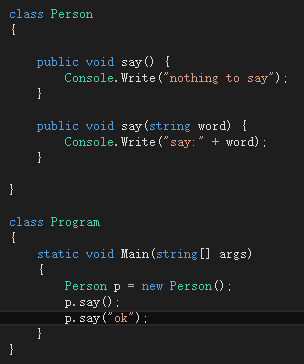 class Person
{
public void say() {
Console.Write("nothing to say");
}
public void say(string word) {
Console.Write("say:" + word);
}
}
class Program
{
static void Main(string[] args)
{
Person p = new Person();
p.say();
p.say("ok");
}
}